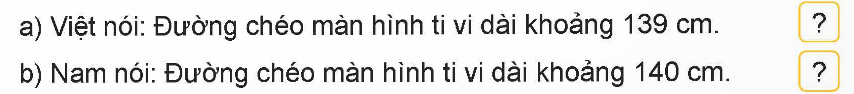 a) Việt nói: Đường chéo màn hình ti vi dài khoảng 139 cm. ?
b) Nam nói: Đường chéo màn hình ti vi dài khoảng 140 cm. ?